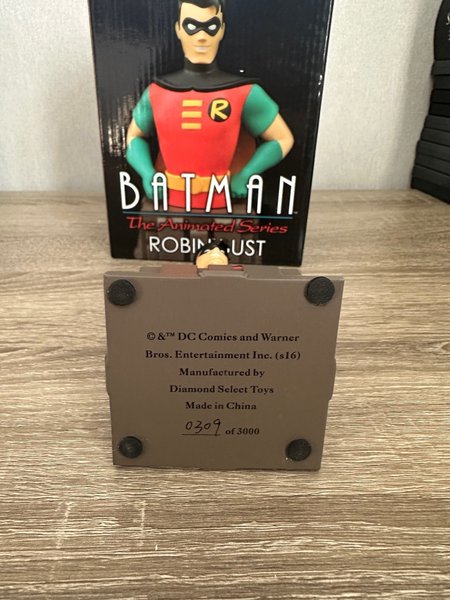 R
BATMAN
The Animated Series
ROBIN BUST
© &™ DC Comics and Warner
Bros. Entertainment Inc. (s16)
Manufactured by
Diamond Select Toys
Made in China
0309 of 3000